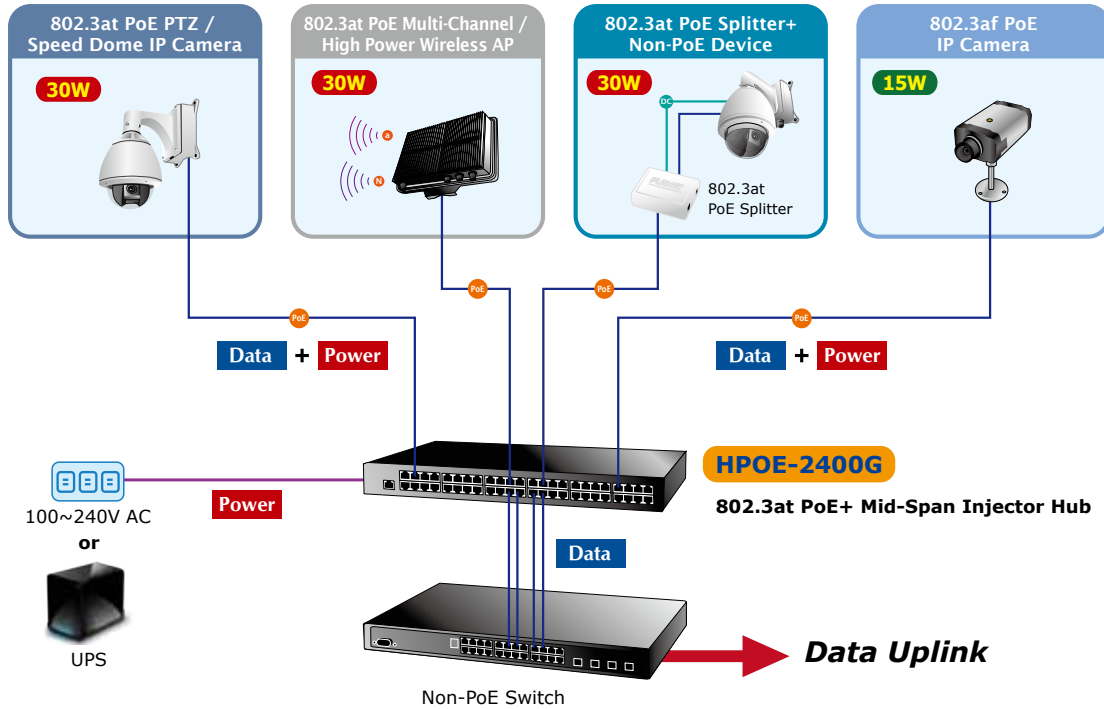 802.3at PoE PTZ /
Speed Dome IP Camera
30W
802.3at PoE Multi-Channel /
High Power Wireless AP
30W
a
N
802.3at PoE Splitter+
Non-PoE Device
30W
DC
PLANET
802.3at
PoE Splitter
802.3af PoE
IP Camera
15W
PoE
PoE
PoE
PoE
Data + Power
Data + Power
HPOE-2400G
802.3at PoE+ Mid-Span Injector Hub
Power
100~240V AC
or
UPS
Data
Data Uplink
Non-PoE Switch